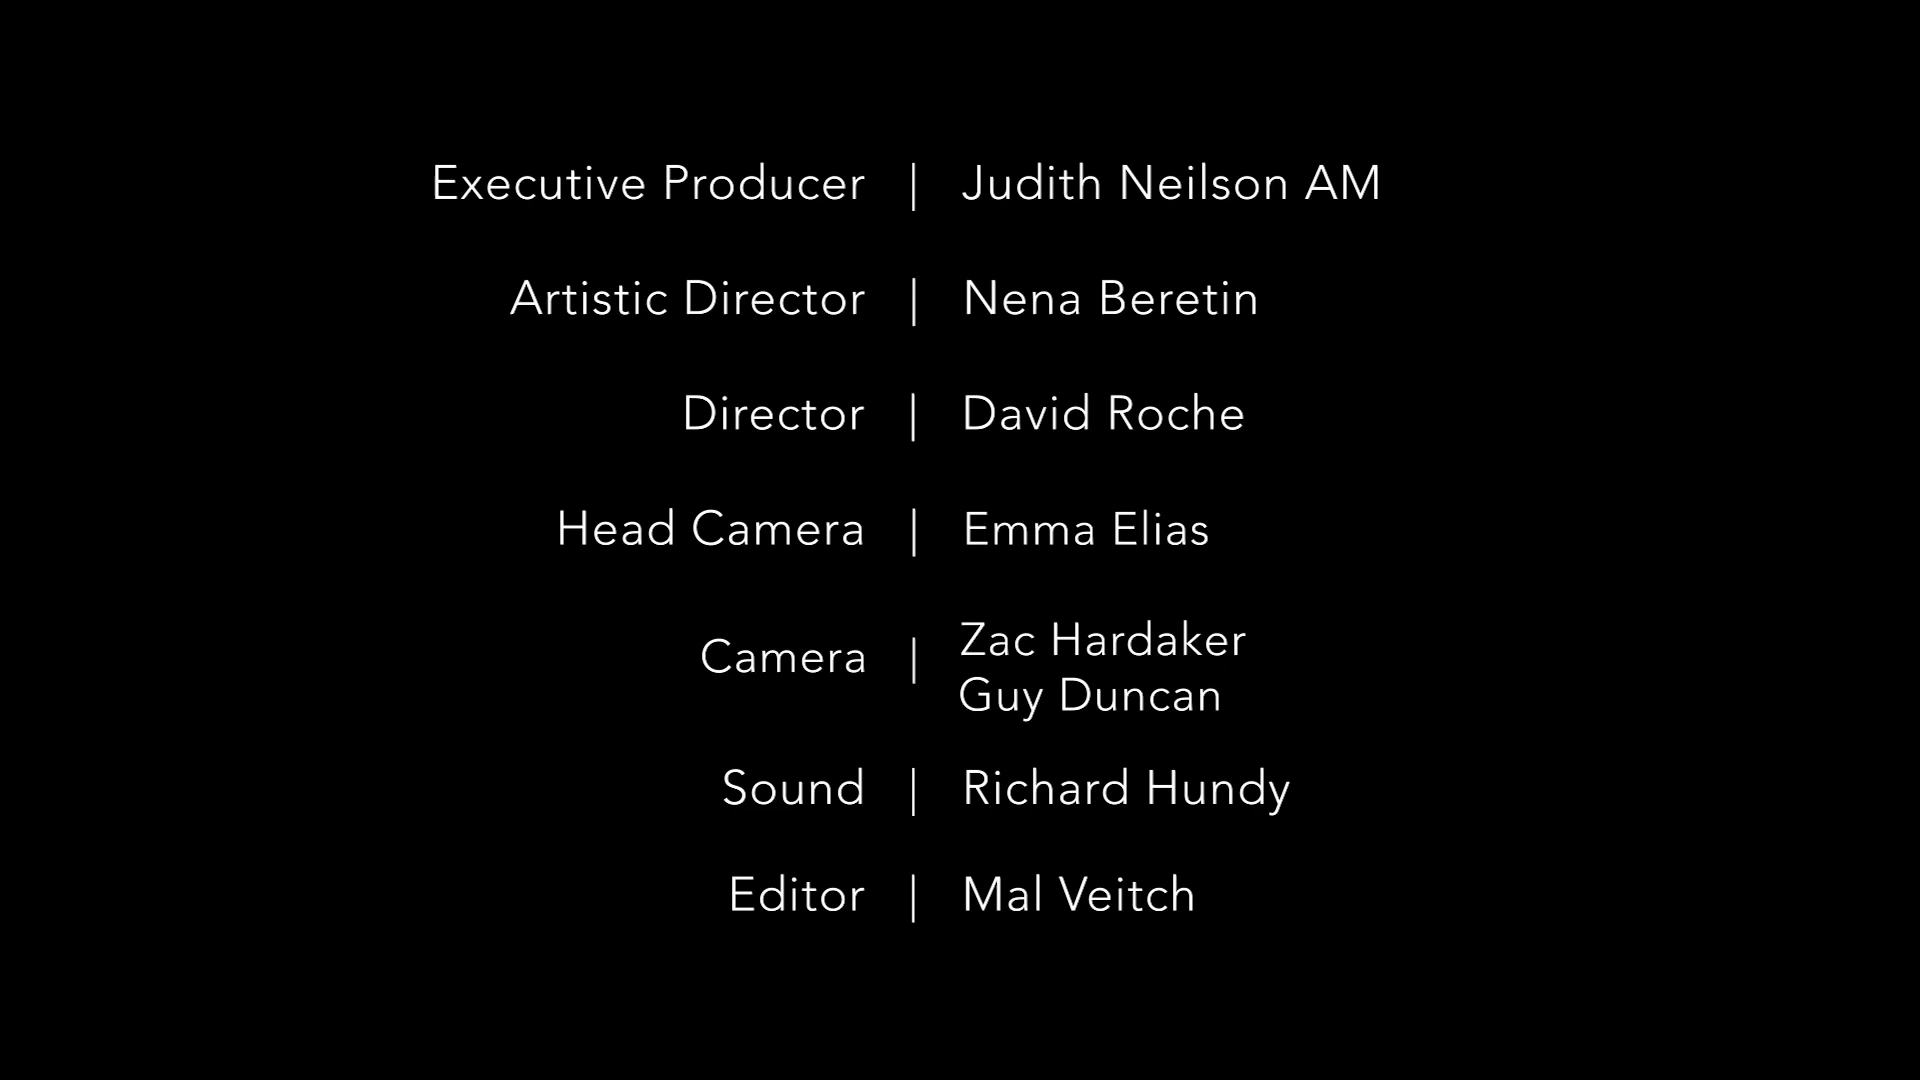 Executive Producer | Judith Neilson AM
Artistic Director | Nena Beretin
Director | David Roche
Head Camera | Emma Elias
Camera | Zac Hardaker
Guy Duncan
Sound | Richard Hundy
Editor | Mal Veitch